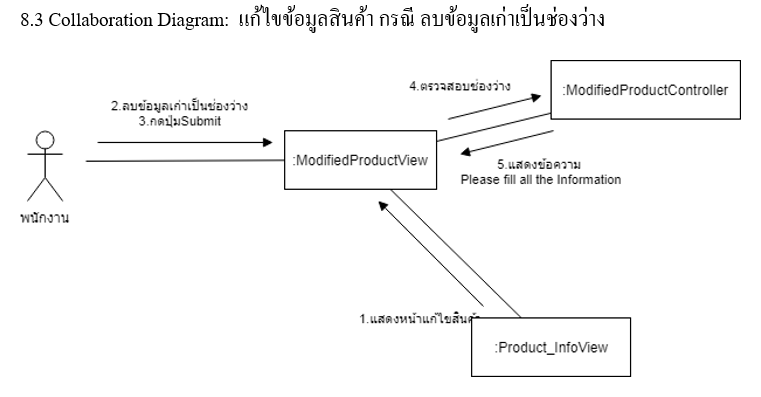 8.3 Collaboration Diagram: แก้ไขข้อมูลสินค้า กรณี ลบข้อมูลเก่าเป็นช่องว่าง
4.ตรวจสอบช่องว่าง
:ModifiedProductController
2.ลบข้อมูลเก่าเป็นช่องว่าง
3.กดปุ่มSubmit
:ModifiedProductView
5.แสดงข้อความ
Please fill all the Information
พนักงาน
1.แสดงหน้าแก้ไขสินค้า
:Product_InfoView